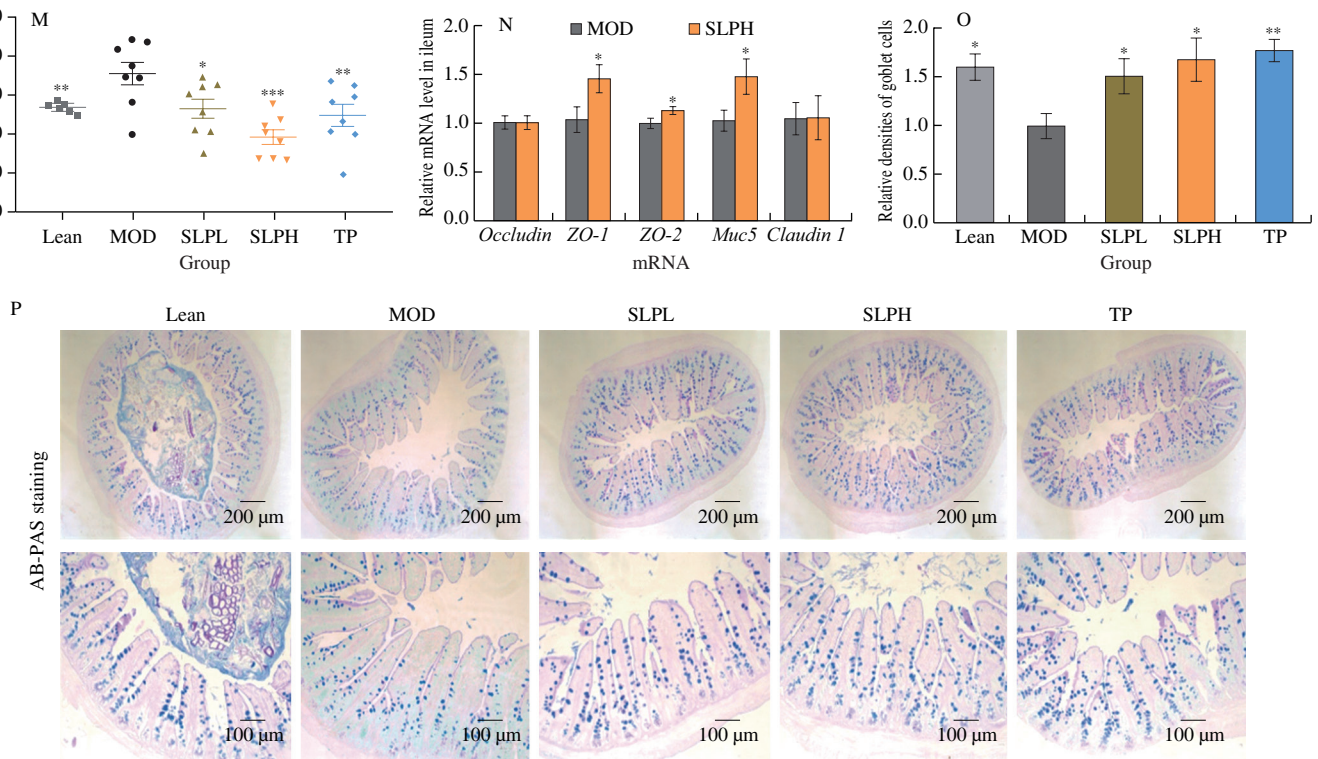 M
**
*
***
**
Lean MOD SLPL SLPH TP
Group
N
MOD SLPH
Relative mRNA level in ileum
2.0
1.5
1.0
0.5
0.0
*
*
*
Occludin ZO-1 ZO-2 Muc5 Claudin 1
mRNA
O
Relative densities of goblet cells
2.0
1.5
1.0
0.5
0.0
*
*
*
**
Lean MOD SLPL SLPH TP
Group
P
Lean MOD SLPL SLPH TP
AB-PAS staining
200 μm 200 μm 200 μm 200 μm 200 μm
100 μm 100 μm 100 μm 100 μm 100 μm